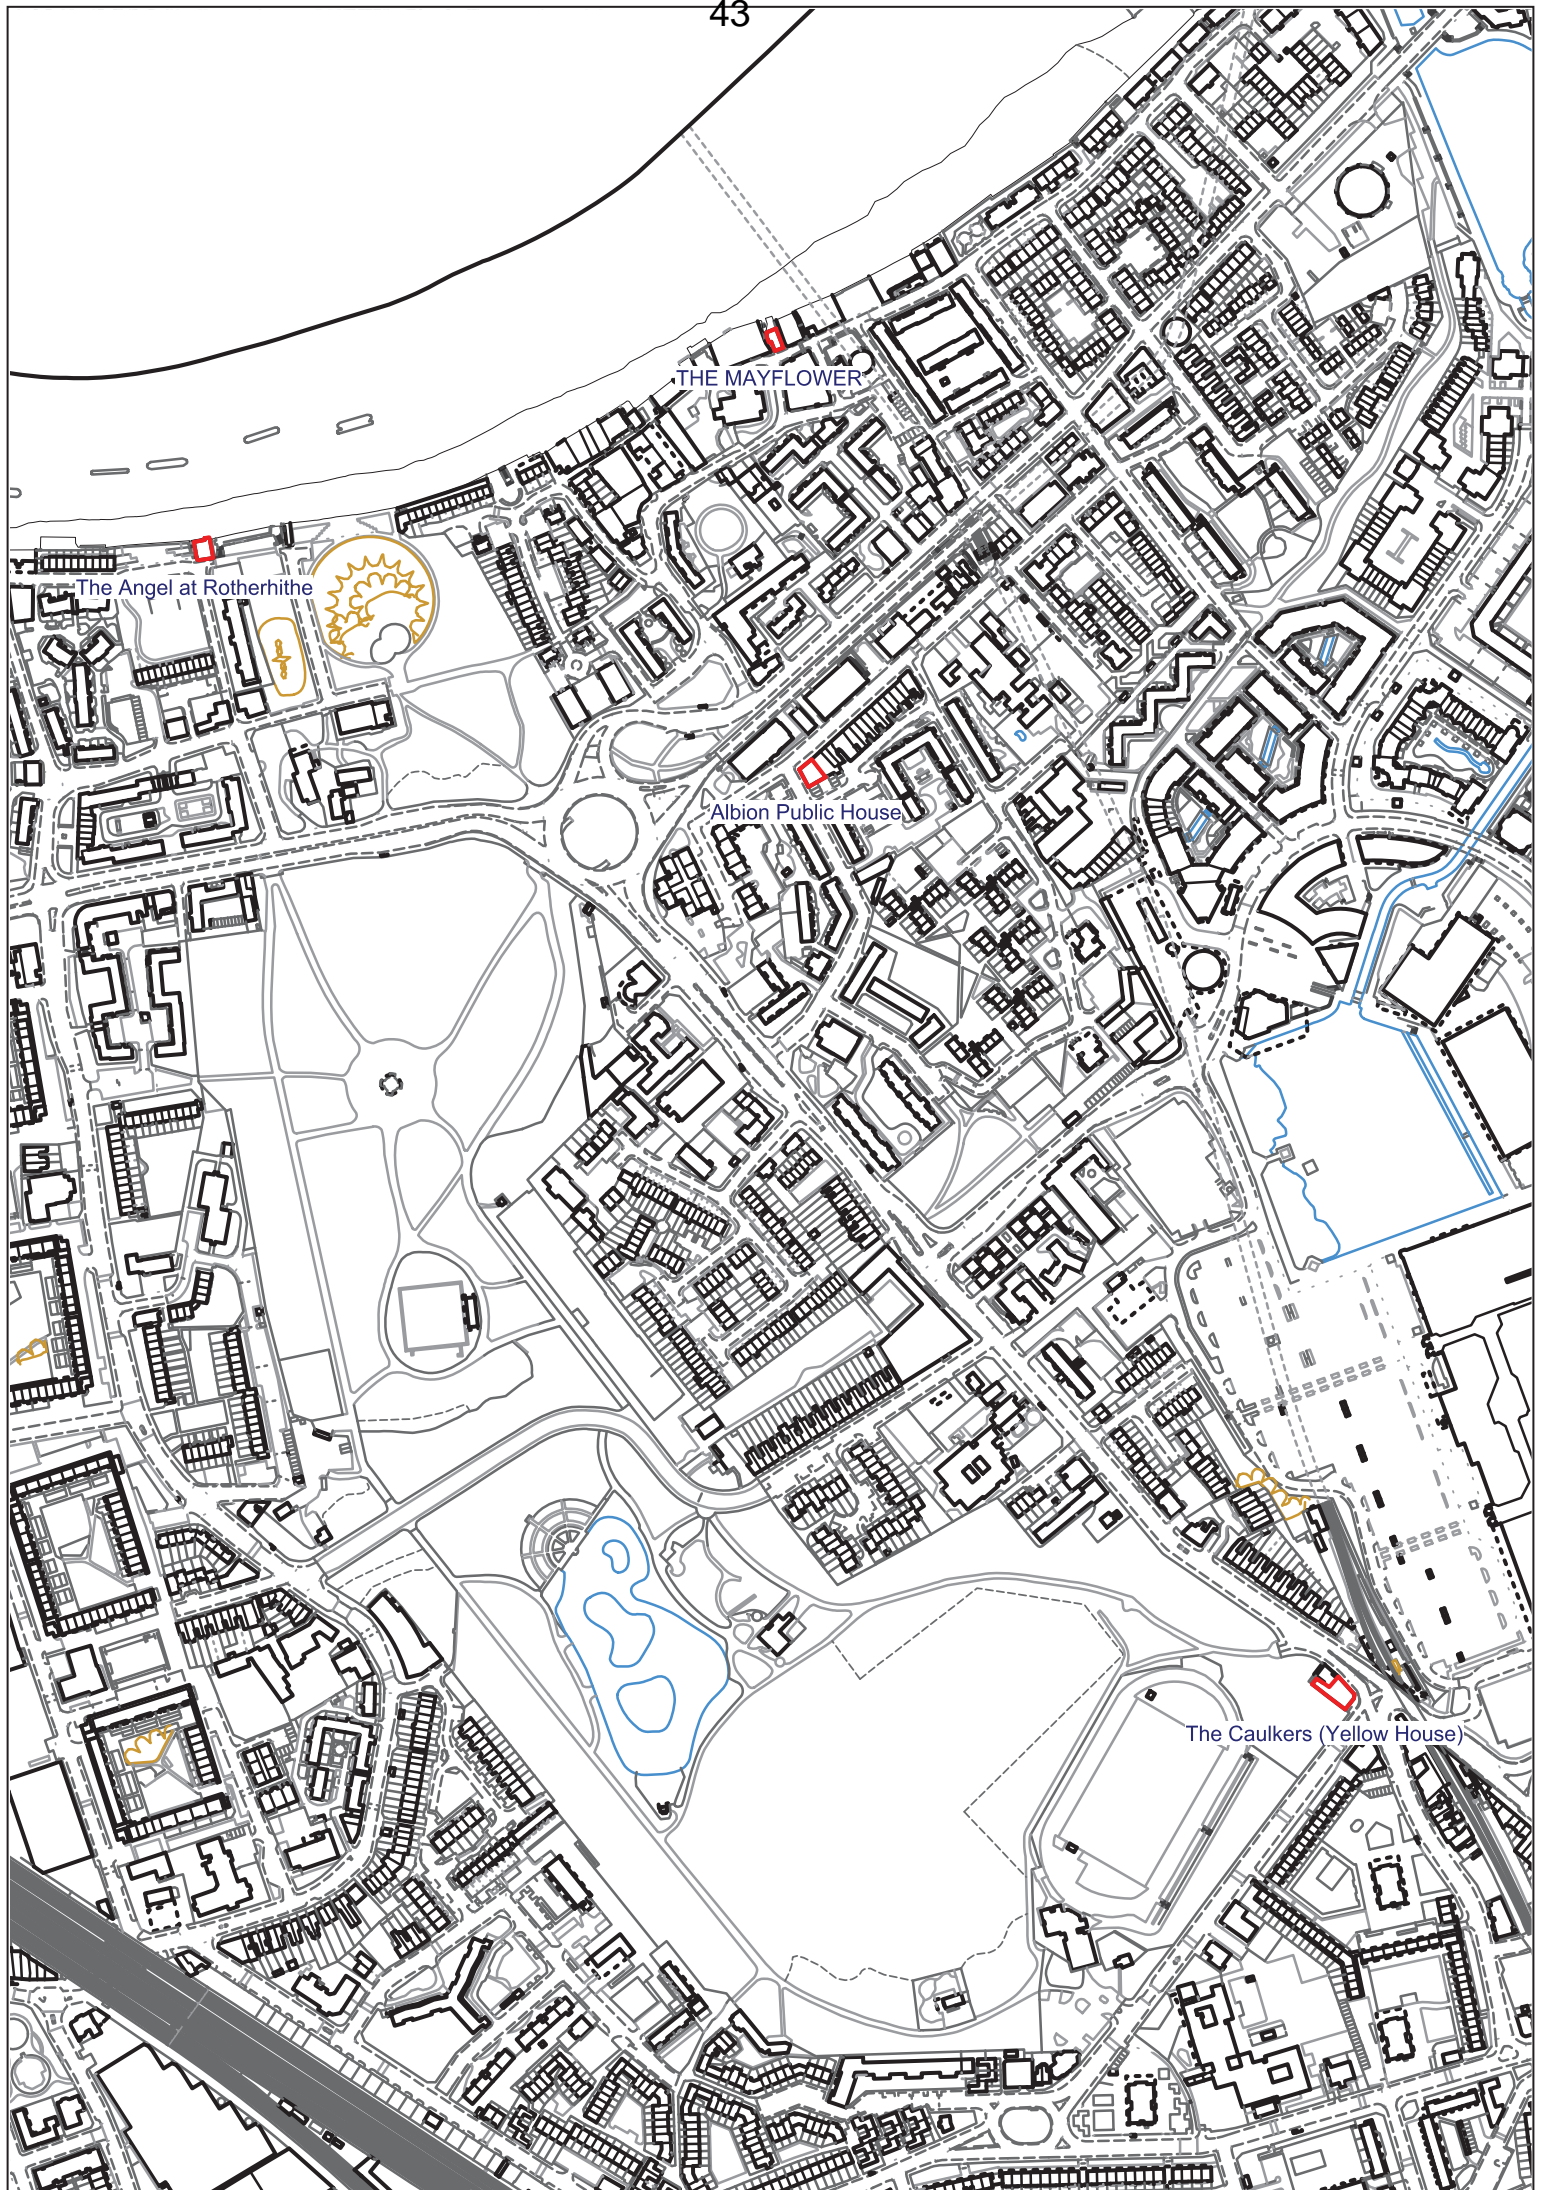 43
THE MAYFLOWER
The Angel at Rotherhithe
Albion Public House
The Caulkers (Yellow House)